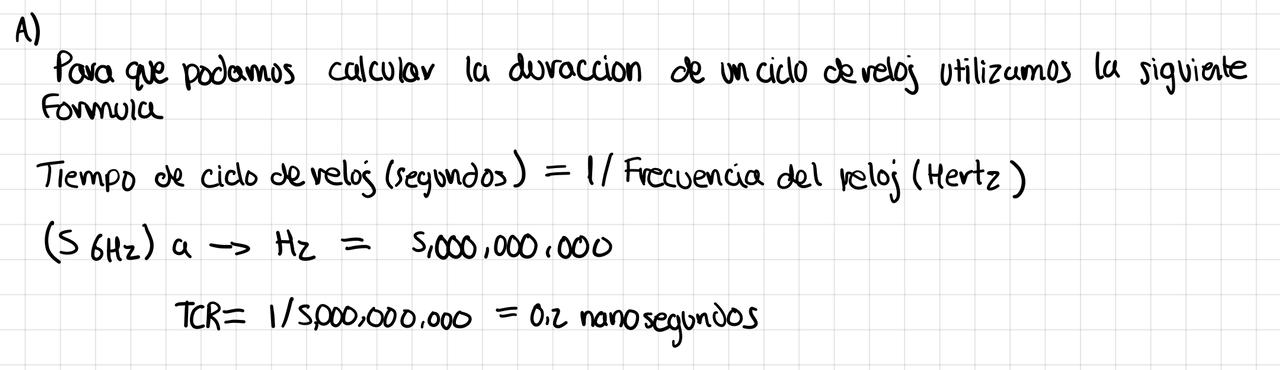 A)
Para que podamos calcular la duraccion de un ciclo de reloj utilizamos la siguiente
Formula
Tiempo de ciclo de reloj (segundos) = 1/ Frecuencia del reloj (Hertz)
(5 GHz) a → Hz = 5,000,000,000
TCR= 1/5,000,000,000 = 0.2 nanosegundos